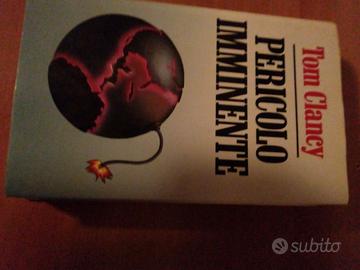 Tom Clancy
PERICOLO
IMMINENTE
subito